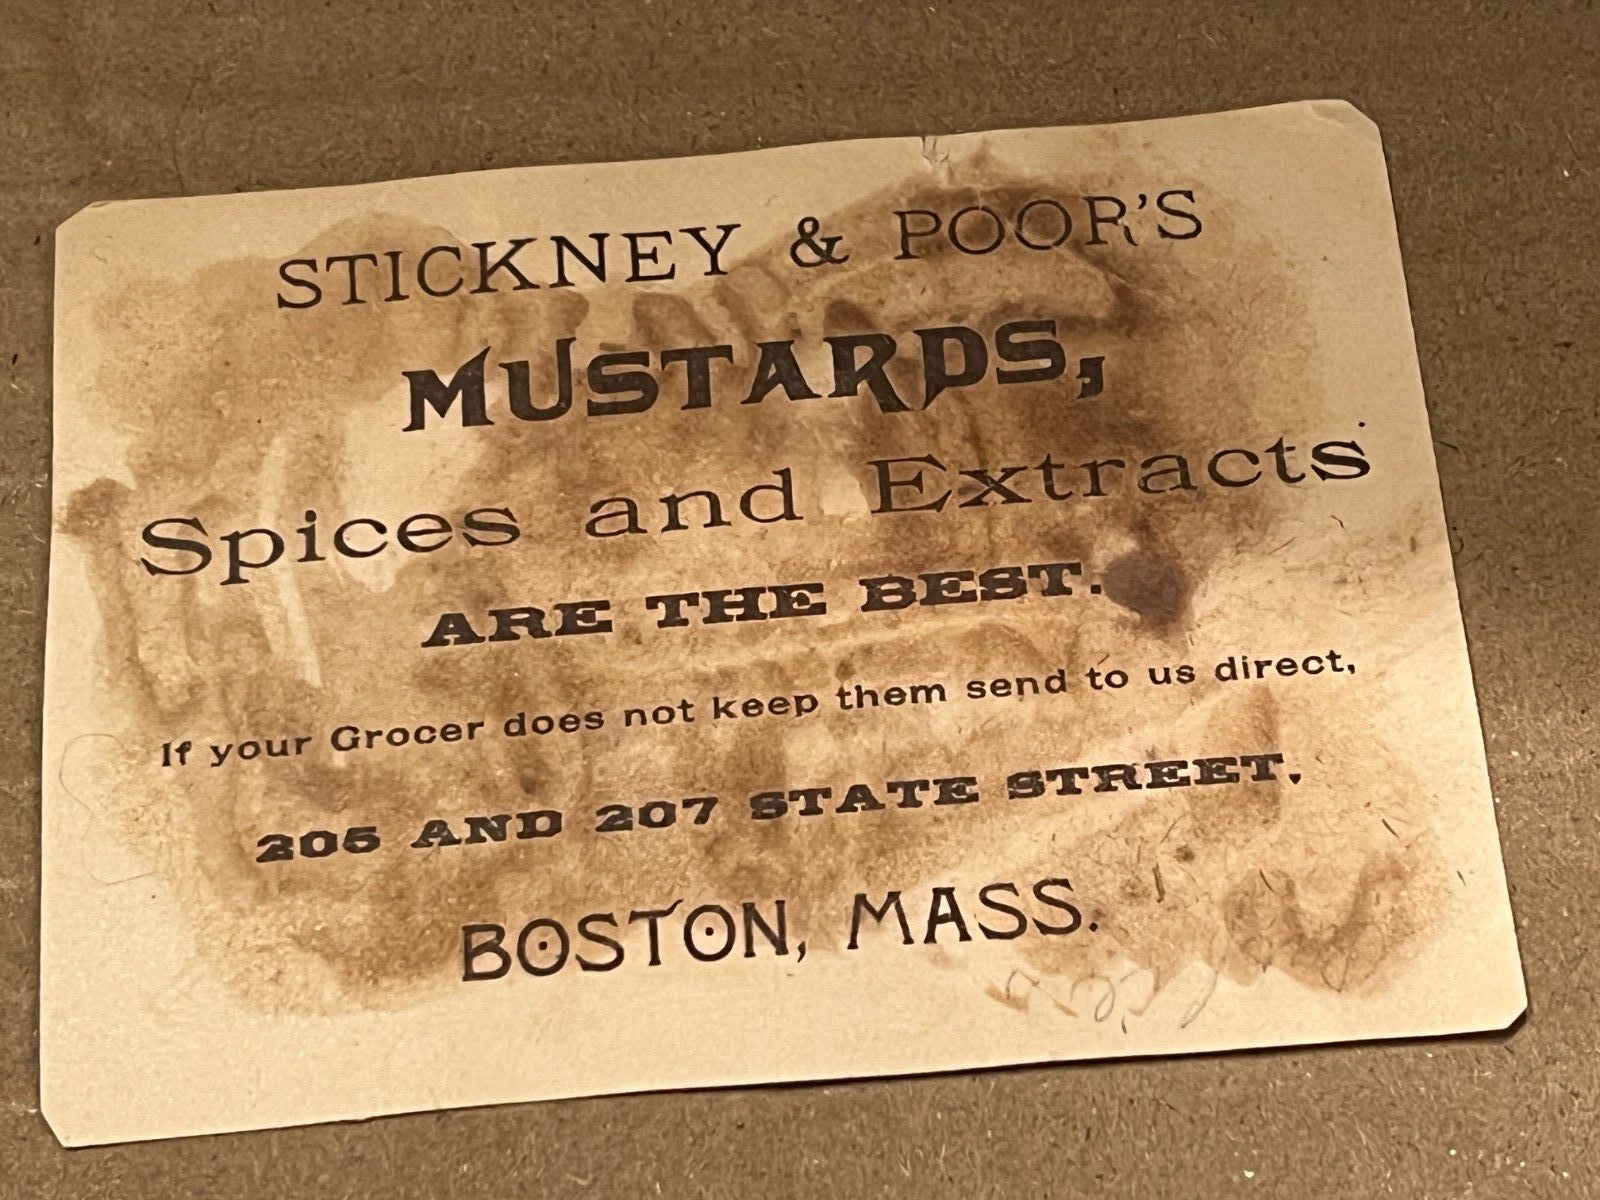 STICKNEY & POOR'S
MUSTARDS,
Spices and Extracts
ARE THE BEST.
If your Grocer does not keep them send to us direct,
205 AND 207 STATE STREET,
BOSTON, MASS.